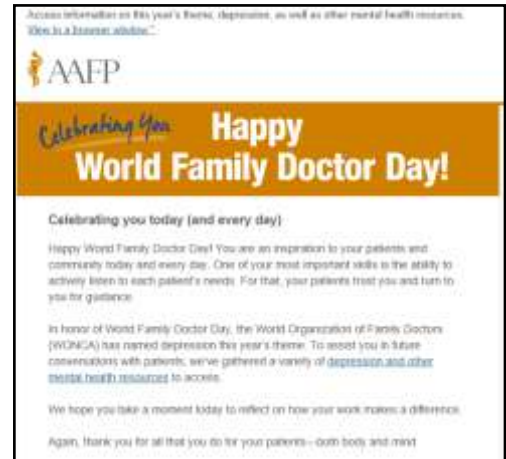 Access information on this year's theme, depression, as well as other mental health resources.
View in a browser window.
AAFP
Celebrating You
Happy
World Family Doctor Day!
Celebrating you today (and every day)
Happy World Family Doctor Day! You are an inspiration to your patients and
community today and every day. One of your most important skills is the ability to
actively listen to each patient's needs. For that, your patients trust you and turn to
you for guidance.
In honor of World Family Doctor Day, the World Organization of Family Doctors
(WONCA) has named depression this year's theme. To assist you in future
conversations with patients, we've gathered a variety of depression and other
mental health resources to access.
We hope you take a moment today to reflect on how your work makes a difference.
Again, thank you for all that you do for your patients – both body and mind